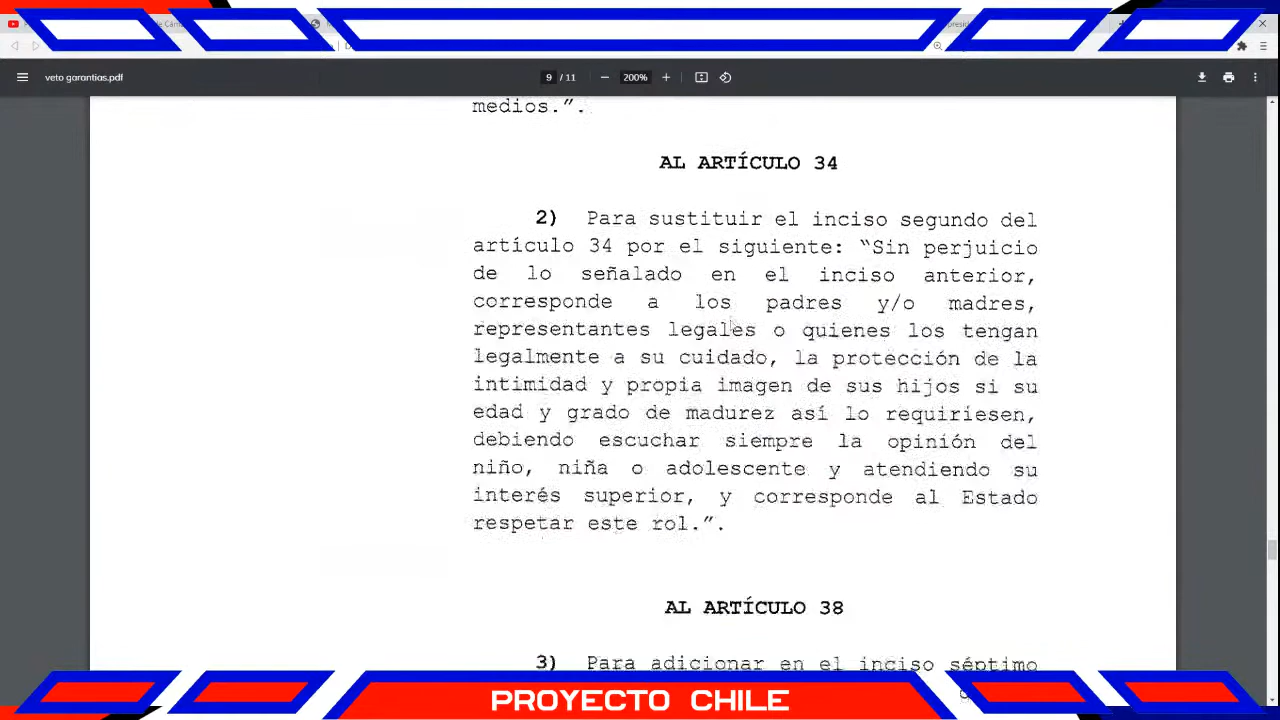 veto garantias.pdf
9 / 11
200%
medios.”.
AL ARTÍCULO 34
2) Para sustituir el inciso segundo del
artículo 34 por el siguiente: “Sin perjuicio
de lo señalado en el inciso anterior,
corresponde a los padres y/o madres,
representantes legales o quienes los tengan
legalmente a su cuidado, la protección de la
intimidad y propia imagen de sus hijos si su
edad y grado de madurez así lo requiriesen,
debiendo escuchar siempre la opinión del
niño, niña o adolescente y atendiendo su
interés superior, y corresponde al Estado
respetar este rol.”.
AL ARTÍCULO 38
3) Para adicionar en el inciso séptimo
PROYECTO CHILE